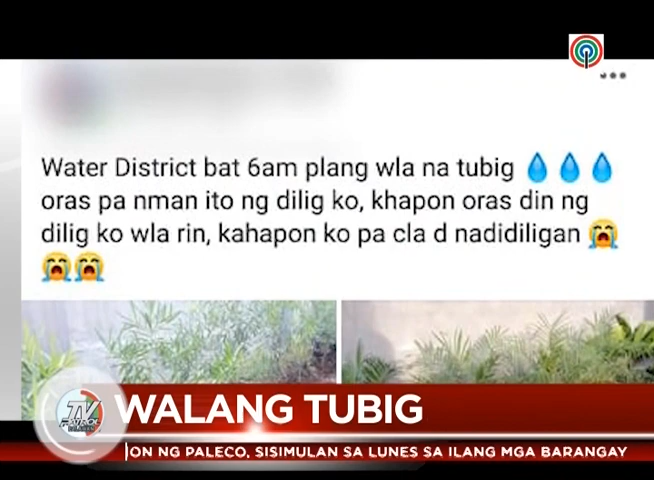 Water District bat 6am plang wla na tubig 💧💧💧
oras pa nman ito ng dilig ko, khapon oras din ng
dilig ko wla rin, kahapon ko pa cla d nadidiligan 😭
😭😭
TV
PATROL
WALANG TUBIG
ON NG PALECO, SISIMULAN SA LUNES SA ILANG MGA BARANGAY